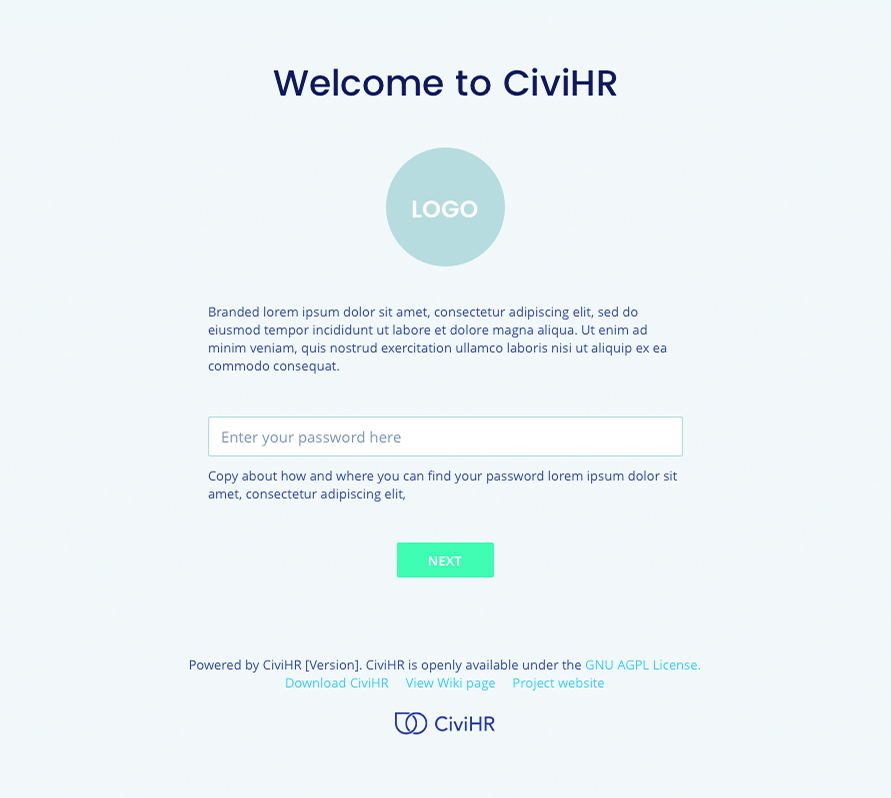 Welcome to CiviHR
LOGO
Branded lorem ipsum dolor sit amet, consectetur adipiscing elit, sed do
eiusmod tempor incididunt ut labore et dolore magna aliqua. Ut enim ad
minim veniam, quis nostrud exercitation ullamco laboris nisi ut aliquip ex ea
commodo consequat.
Enter your password here
Copy about how and where you can find your password lorem ipsum dolor sit
amet, consectetur adipiscing elit,
NEXT
Powered by CiviHR [Version]. CiviHR is openly available under the GNU AGPL License.
Download CiviHR View Wiki page Project website
CiviHR